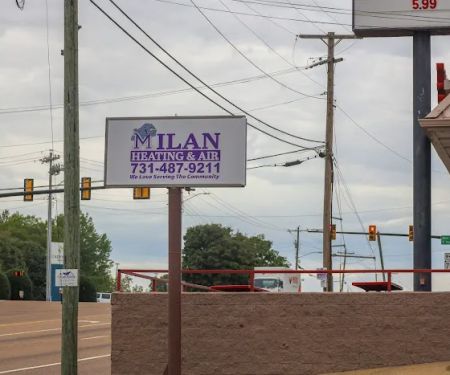 5.99
MILAN
HEATING & AIR
731-487-9211
We Love Serving The Community